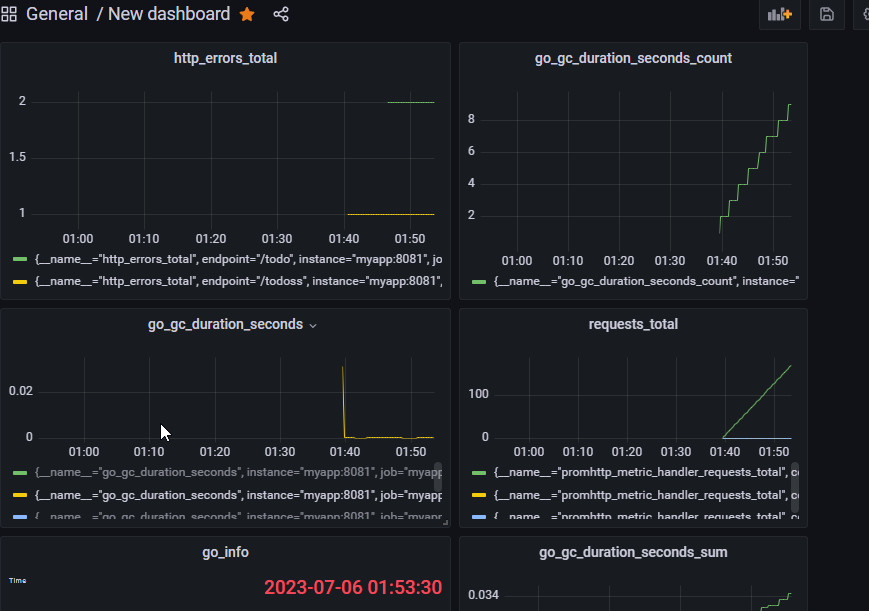 General / New dashboard
http_errors_total
2
1.5
1
01:00 01:10 01:20 01:30 01:40 01:50
{__name__="http_errors_total", endpoint="/todo", instance="myapp:8081", jo
{__name__="http_errors_total", endpoint="/todoss", instance="myapp:8081",
go_gc_duration_seconds_count
8
6
4
2
01:00 01:10 01:20 01:30 01:40 01:50
{__name__="go_gc_duration_seconds_count", instance="
go_gc_duration_seconds
0.02
0
01:00 01:10 01:20 01:30 01:40 01:50
{__name__="go_gc_duration_seconds", instance="myapp:8081", job="myapp
{__name__="go_gc_duration_seconds", instance="myapp:8081", job="myapp
{__name__="go_gc_duration_seconds", instance="myapp:8081", job="myapp
requests_total
100
0
01:00 01:10 01:20 01:30 01:40 01:50
{__name__="promhttp_metric_handler_requests_total", c
{__name__="promhttp_metric_handler_requests_total", c
{__name__="promhttp_metric_handler_requests_total", c
go_info
Time
2023-07-06 01:53:30
go_gc_duration_seconds_sum
0.034